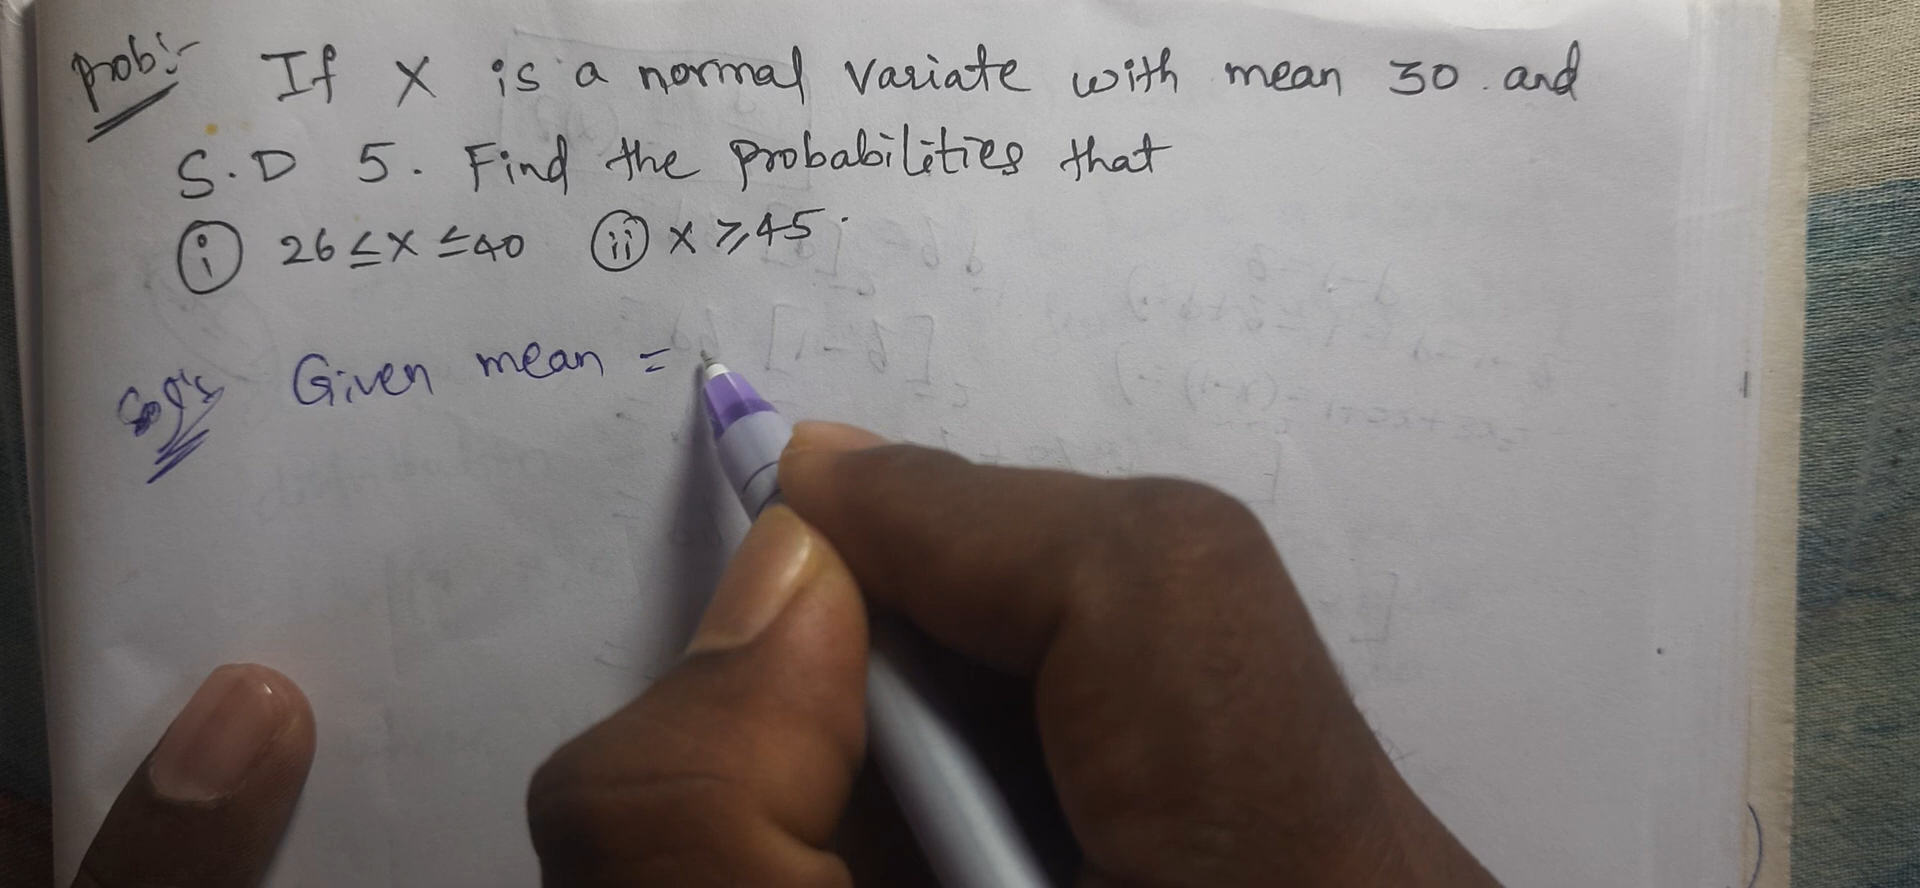 Prob:- If X is a normal variate with mean 30 and
S.D 5. Find the probabilities that
(i) 26 ≤ X ≤ 40 (ii) X ≥ 45.
Given mean =